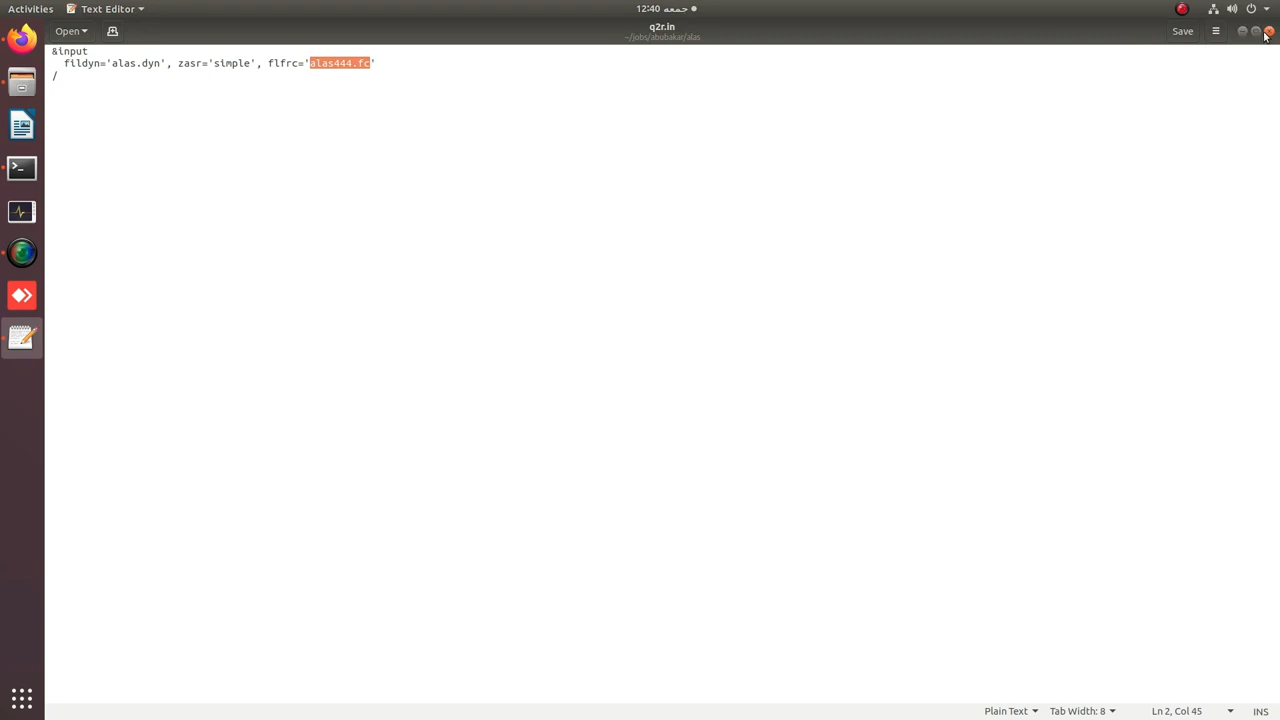 Activities Text Editor جمعه 12:40
Open q2r.in Save
~/jobs/abubakar/alas
&input
fildyn='alas.dyn', zasr='simple', flfrc='alas444.fc'
/
Plain Text Tab Width: 8 Ln 2, Col 45 INS